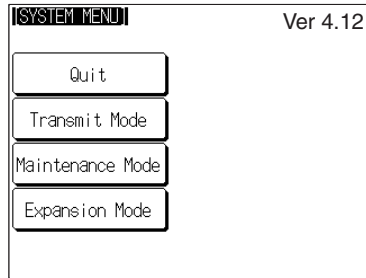 [SYSTEM MENU]
Ver 4.12
Quit
Transmit Mode
Maintenance Mode
Expansion Mode